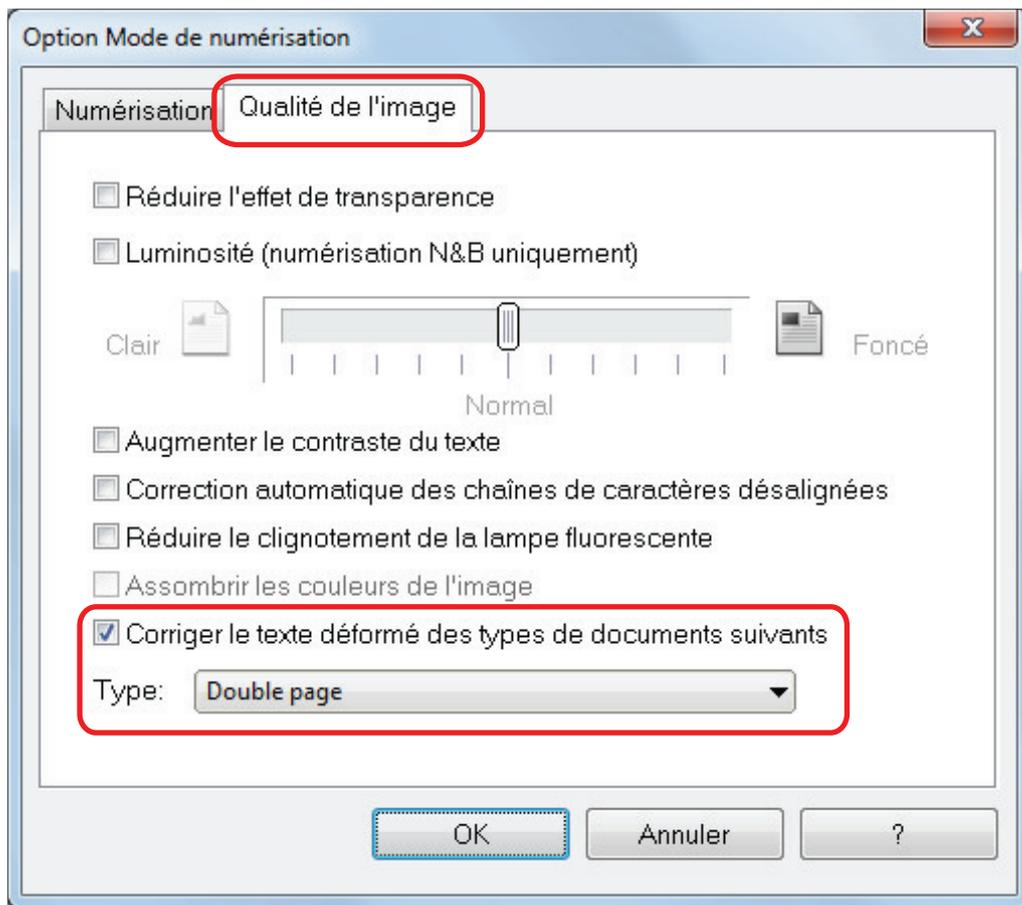 Option Mode de numérisation
Numérisation Qualité de l'image
Réduire l'effet de transparence
Luminosité (numérisation N&B uniquement)
Clair Foncé
Normal
Augmenter le contraste du texte
Correction automatique des chaînes de caractères désalignées
Réduire le clignotement de la lampe fluorescente
Assombrir les couleurs de l'image
Corriger le texte déformé des types de documents suivants
Type: Double page
OK Annuler ?